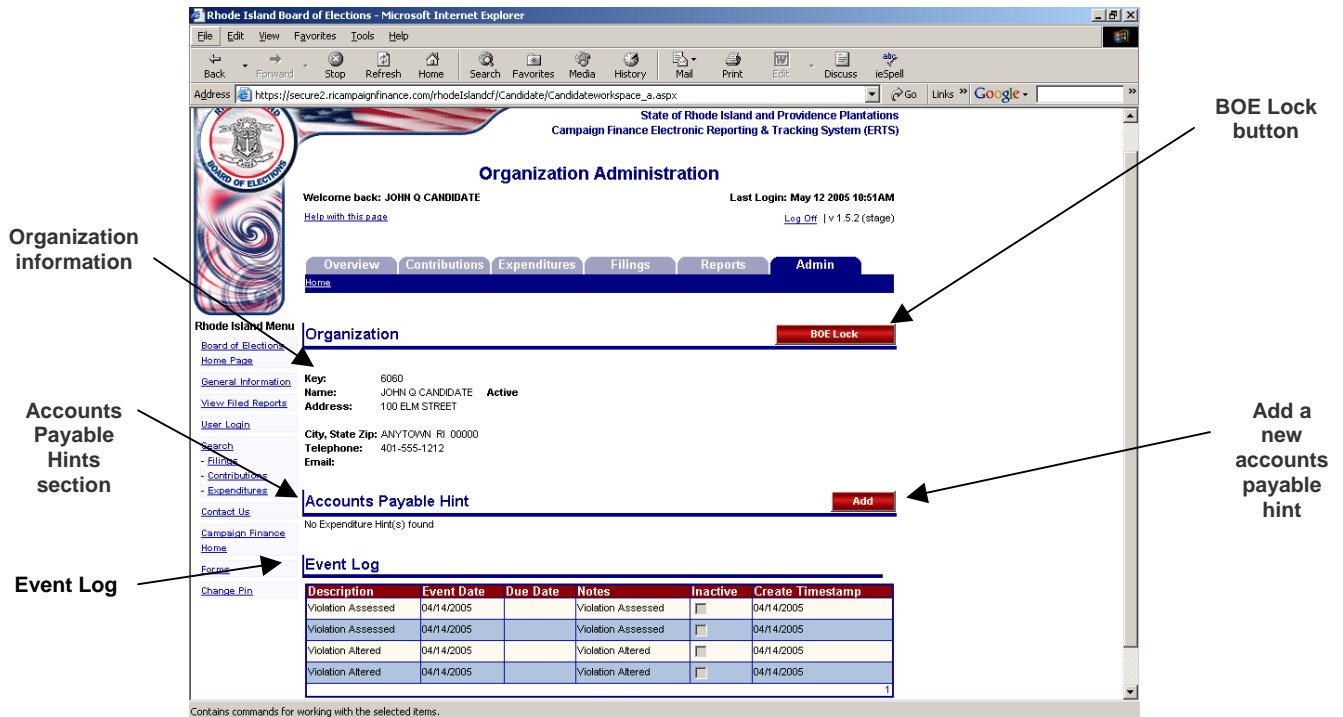 Rhode Island Board of Elections - Microsoft Internet Explorer
File Edit View Favorites Tools Help
Back Forward Stop Refresh Home Search Favorites Media History Mail Print Edit Discuss ieSpell
Address https://secure2.ricampaignfinance.com/rhodeIslandcf/Candidate/Candidateworkspace_a.aspx Go Links » Google »
BOARD OF ELECTIONS
State of Rhode Island and Providence Plantations
Campaign Finance Electronic Reporting & Tracking System (ERTS)
Organization Administration
Welcome back: JOHN Q CANDIDATE Last Login: May 12 2005 10:51AM
Help with this page Log Off | v 1.5.2 (stage)
Overview Contributions Expenditures Filings Reports Admin
Home
Rhode Island Menu
Board of Elections
Home Page
General Information
View Filed Reports
User Login
Search
- Filings
- Contributions
- Expenditures
Contact Us
Campaign Finance
Home
Forms
Change Pin
Organization BOE Lock
Key: 6060
Name: JOHN Q CANDIDATE Active
Address: 100 ELM STREET
City, State Zip: ANYTOWN RI 00000
Telephone: 401-555-1212
Email:
Accounts Payable Hint Add
No Expenditure Hint(s) found
Event Log
Description Event Date Due Date Notes Inactive Create Timestamp
Violation Assessed 04/14/2005 Violation Assessed 04/14/2005
Violation Assessed 04/14/2005 Violation Assessed 04/14/2005
Violation Altered 04/14/2005 Violation Altered 04/14/2005
Violation Altered 04/14/2005 Violation Altered 04/14/2005
1
Contains commands for working with the selected items.
Organization
information
Accounts
Payable
Hints
section
Event Log
BOE Lock
button
Add a
new
accounts
payable
hint